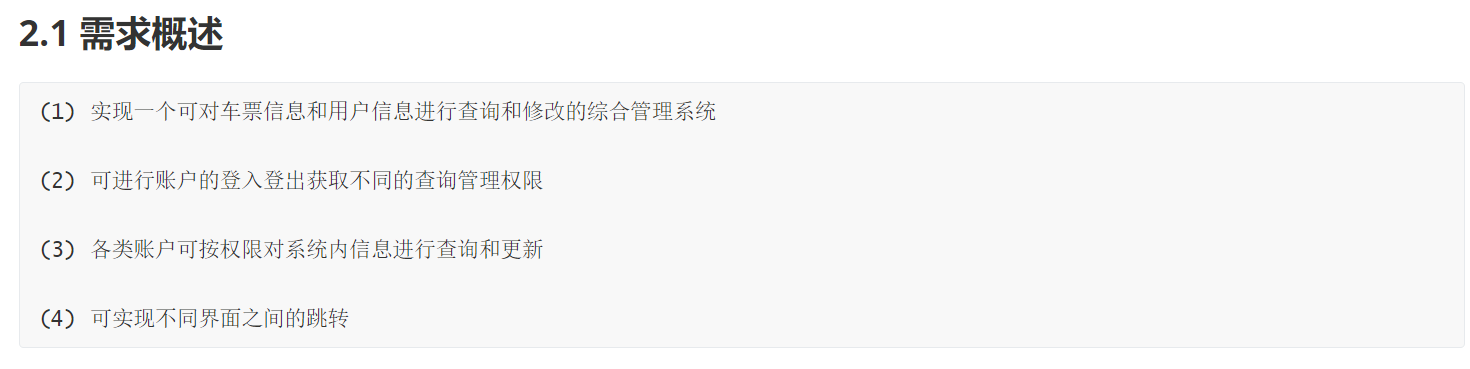 2.1 需求概述
(1) 实现一个可对车票信息和用户信息进行查询和修改的综合管理系统
(2) 可进行账户的登入登出获取不同的查询管理权限
(3) 各类账户可按权限对系统内信息进行查询和更新
(4) 可实现不同界面之间的跳转